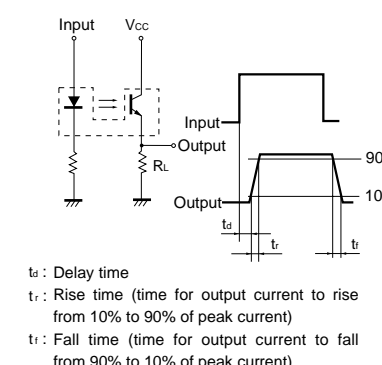 Input Vcc
Output
RL
Input
90
Output
10
td
tr
tf
td : Delay time
tr : Rise time (time for output current to rise
from 10% to 90% of peak current)
tf : Fall time (time for output current to fall
from 90% to 10% of peak current)